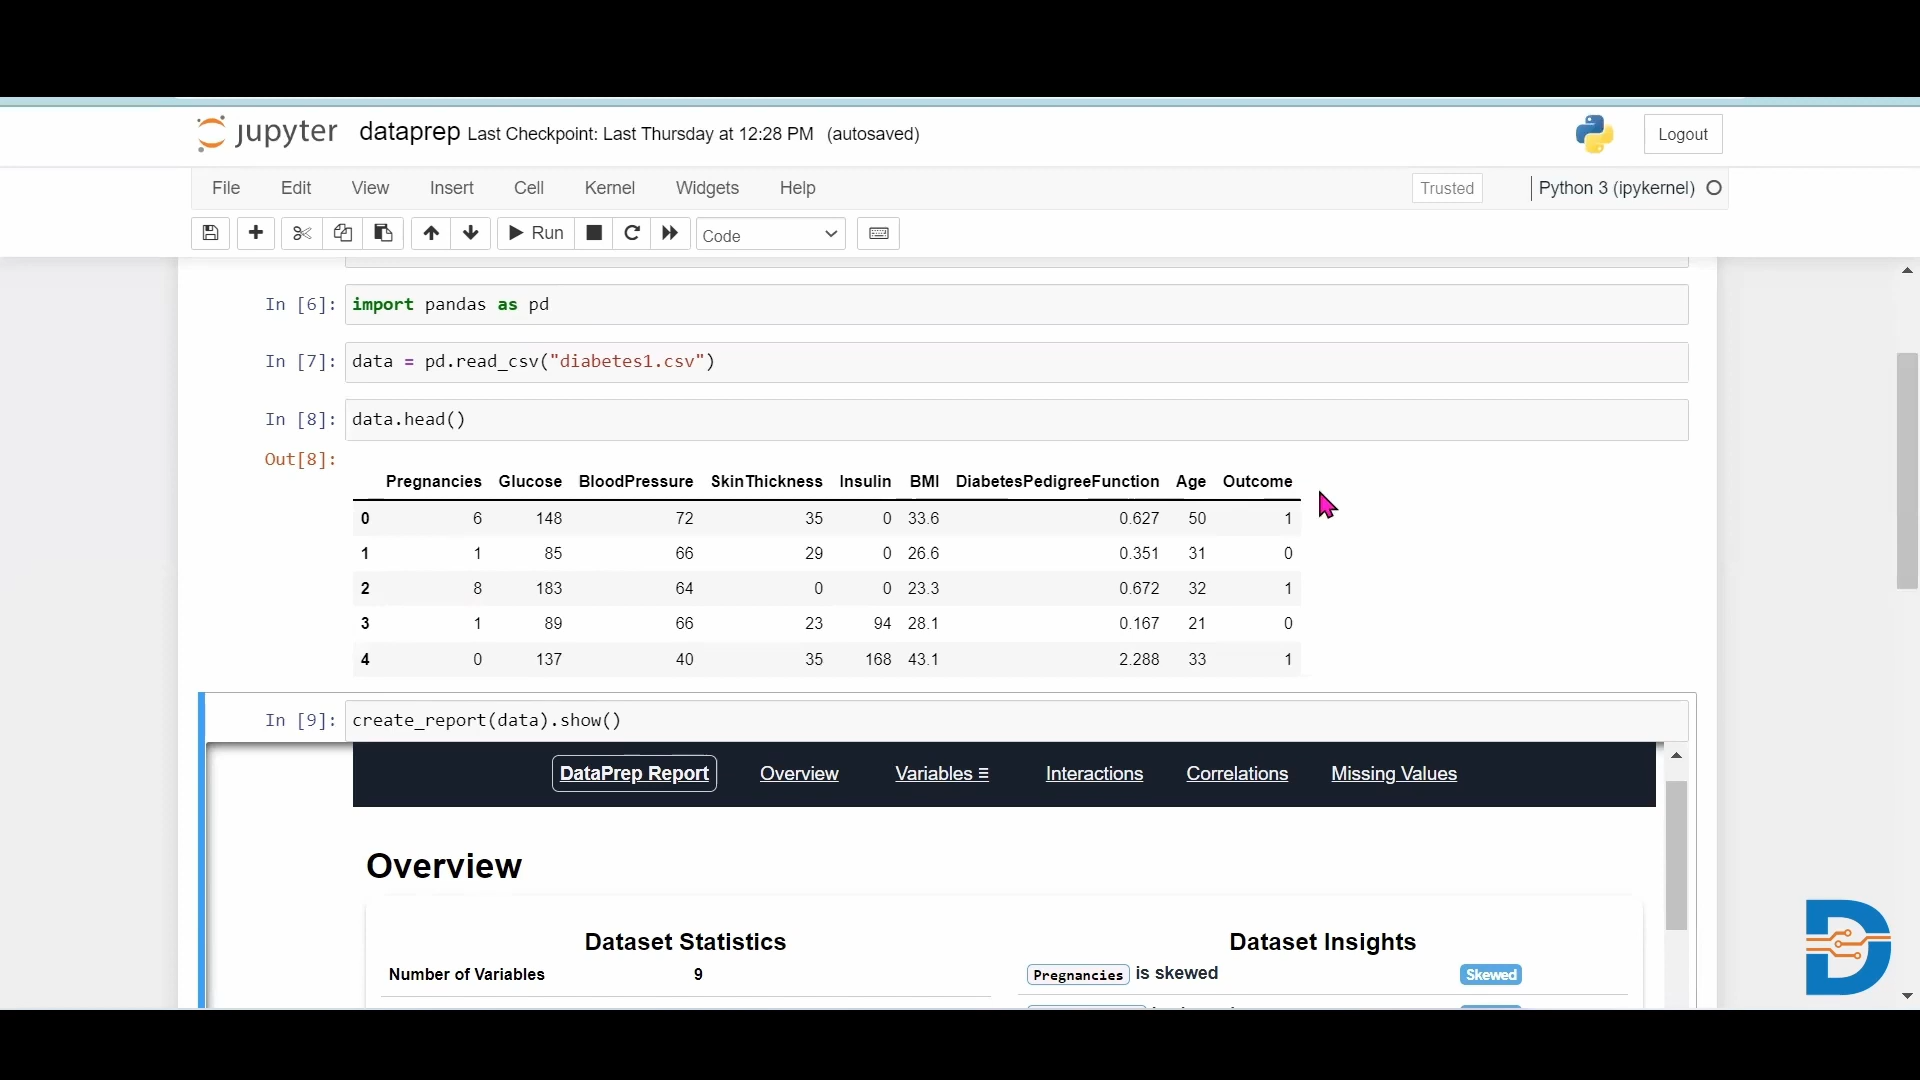 jupyter dataprep Last Checkpoint: Last Thursday at 12:28 PM (autosaved) Logout
File Edit View Insert Cell Kernel Widgets Help Trusted Python 3 (ipykernel)
Run Code
In [6]: import pandas as pd
In [7]: data = pd.read_csv("diabetes1.csv")
In [8]: data.head()
Out[8]:
Pregnancies Glucose BloodPressure SkinThickness Insulin BMI DiabetesPedigreeFunction Age Outcome
0 6 148 72 35 0 33.6 0.627 50 1
1 1 85 66 29 0 26.6 0.351 31 0
2 8 183 64 0 0 23.3 0.672 32 1
3 1 89 66 23 94 28.1 0.167 21 0
4 0 137 40 35 168 43.1 2.288 33 1
In [9]: create_report(data).show()
DataPrep Report Overview Variables ≡ Interactions Correlations Missing Values
Overview
Dataset Statistics Dataset Insights
Number of Variables 9 Pregnancies is skewed Skewed